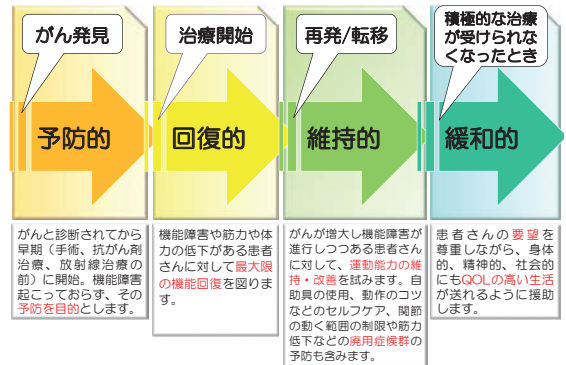 がん発見
治療開始
再発/転移
積極的な治療
が受けられな
くなったとき
予防的
回復的
維持的
緩和的
がんと診断されてから
早期（手術、抗がん剤
治療、放射線治療の
前）に開始。機能障害
起こっておらず、その
予防を目的とします。
機能障害や筋力や体
力の低下がある患者
さんに対して最大限
の機能回復を図りま
す。
がんが増大し機能障害が
進行しつつある患者さん
に対して、運動能力の維
持・改善を試みます。自
助具の使用、動作のコツ
などのセルフケア、関節
の動く範囲の制限や筋力
低下などの廃用症候群の
予防も含みます。
患者さんの要望を
尊重しながら、身体
的、精神的、社会的
にもQOLの高い生活
が送れるように援助
します。